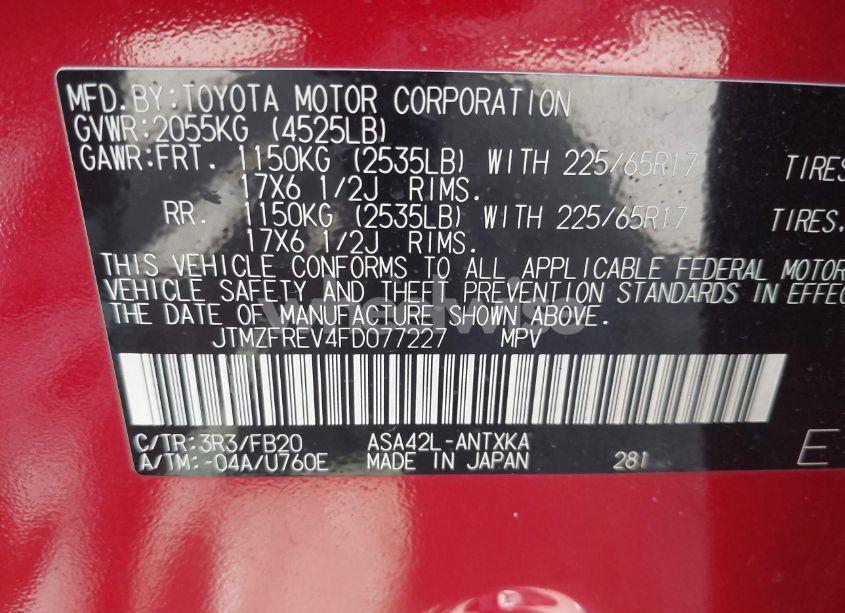 MFD.BY:TOYOTA MOTOR CORPORATION
GVWR:2055KG (4525LB)
GAWR:FRT. 1150KG (2535LB) WITH 225/65R17 TIRES
17X6 1/2J RIMS.
RR. 1150KG (2535LB) WITH 225/65R17 TIRES.
17X6 1/2J RIMS.
THIS VEHICLE CONFORMS TO ALL APPLICABLE FEDERAL MOTOR
VEHICLE SAFETY AND THEFT PREVENTION STANDARDS IN EFFEC
THE DATE OF MANUFACTURE SHOWN ABOVE.
JTMZFREV4FD077227 MPV
C/TR:3R3/FB20 ASA42L-ANTXKA
A/TM:-04A/U760E MADE IN JAPAN 281 E